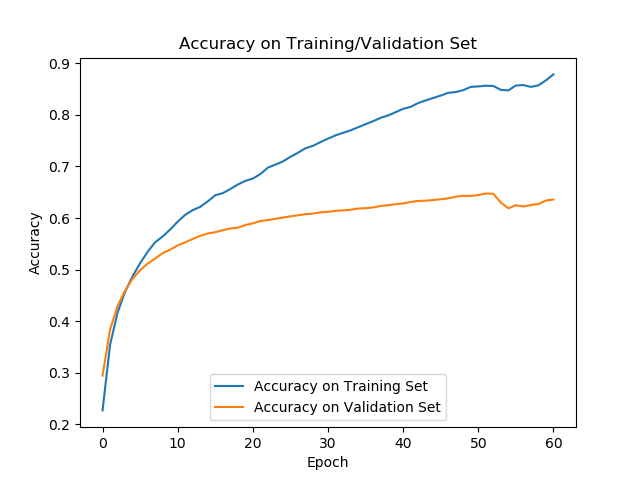 Accuracy on Training/Validation Set
0.9
0.8
0.7
0.6
0.5
0.4
0.3
0.2
Accuracy
Accuracy on Training Set
Accuracy on Validation Set
0 10 20 30 40 50 60
Epoch